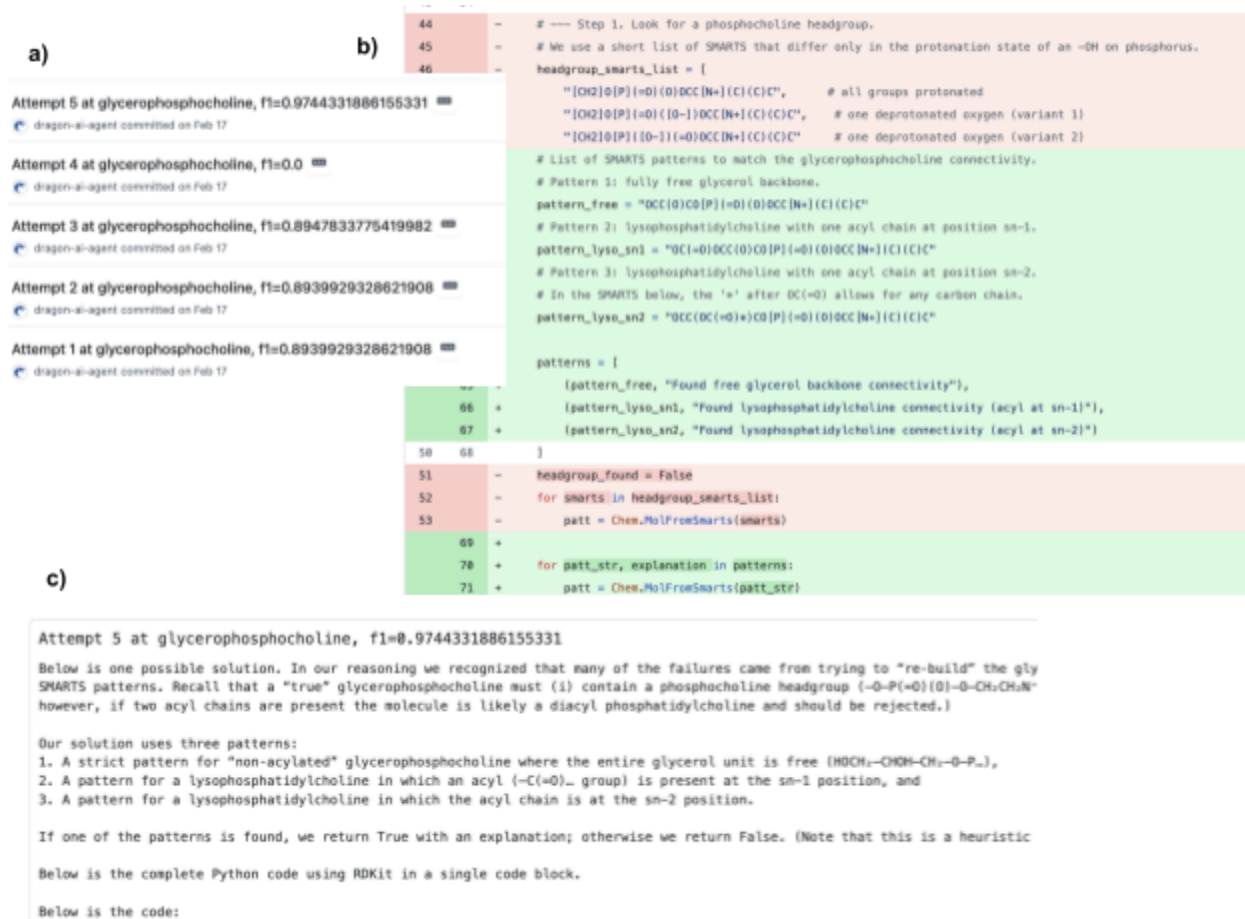 a)
Attempt 5 at glycerophosphocholine, f1=0.9744331886155331
dragon-ai-agent committed on Feb 17
Attempt 4 at glycerophosphocholine, f1=0.0
dragon-ai-agent committed on Feb 17
Attempt 3 at glycerophosphocholine, f1=0.8947833775419982
dragon-ai-agent committed on Feb 17
Attempt 2 at glycerophosphocholine, f1=0.8939929328621908
dragon-ai-agent committed on Feb 17
Attempt 1 at glycerophosphocholine, f1=0.8939929328621908
dragon-ai-agent committed on Feb 17
b)
44 - # --- Step 1. Look for a phosphocholine headgroup.
45 - # We use a short list of SMARTS that differ only in the protonation state of an -OH on phosphorus.
46 - headgroup_smarts_list = [
"[CH2]O[P](=O)(O)OCC[N+](C)(C)C", # all groups protonated
"[CH2]O[P](=O)([O-])OCC[N+](C)(C)C", # one deprotonated oxygen (variant 1)
"[CH2]O[P]([O-])(=O)OCC[N+](C)(C)C" # one deprotonated oxygen (variant 2)
# List of SMARTS patterns to match the glycerophosphocholine connectivity.
# Pattern 1: fully free glycerol backbone.
pattern_free = "OCC(O)CO[P](=O)(O)OCC[N+](C)(C)C"
# Pattern 2: lysophosphatidylcholine with one acyl chain at position sn-1.
pattern_lyso_sn1 = "OC(=O)OCC(O)CO[P](=O)(O)OCC[N+](C)(C)C"
# Pattern 3: lysophosphatidylcholine with one acyl chain at position sn-2.
# In the SMARTS below, the '*' after OC(=O) allows for any carbon chain.
pattern_lyso_sn2 = "OCC(OC(=O)*)CO[P](=O)(O)OCC[N+](C)(C)C"
patterns = [
(pattern_free, "Found free glycerol backbone connectivity"),
66 + (pattern_lyso_sn1, "Found lysophosphatidylcholine connectivity (acyl at sn-1)"),
67 + (pattern_lyso_sn2, "Found lysophosphatidylcholine connectivity (acyl at sn-2)")
50 68 ]
51 - headgroup_found = False
52 - for smarts in headgroup_smarts_list:
53 - patt = Chem.MolFromSmarts(smarts)
69 +
70 + for patt_str, explanation in patterns:
71 + patt = Chem.MolFromSmarts(patt_str)
c)
Attempt 5 at glycerophosphocholine, f1=0.9744331886155331
Below is one possible solution. In our reasoning we recognized that many of the failures came from trying to "re-build" the gly
SMARTS patterns. Recall that a "true" glycerophosphocholine must (i) contain a phosphocholine headgroup (–O–P(=O)(O)–O–CH₂CH₂N⁺
however, if two acyl chains are present the molecule is likely a diacyl phosphatidylcholine and should be rejected.)
Our solution uses three patterns:
1. A strict pattern for "non-acylated" glycerophosphocholine where the entire glycerol unit is free (HOCH₂–CHOH–CH₂–O–P…),
2. A pattern for a lysophosphatidylcholine in which an acyl (–C(=O)… group) is present at the sn–1 position, and
3. A pattern for a lysophosphatidylcholine in which the acyl chain is at the sn–2 position.
If one of the patterns is found, we return True with an explanation; otherwise we return False. (Note that this is a heuristic
Below is the complete Python code using RDKit in a single code block.
Below is the code: